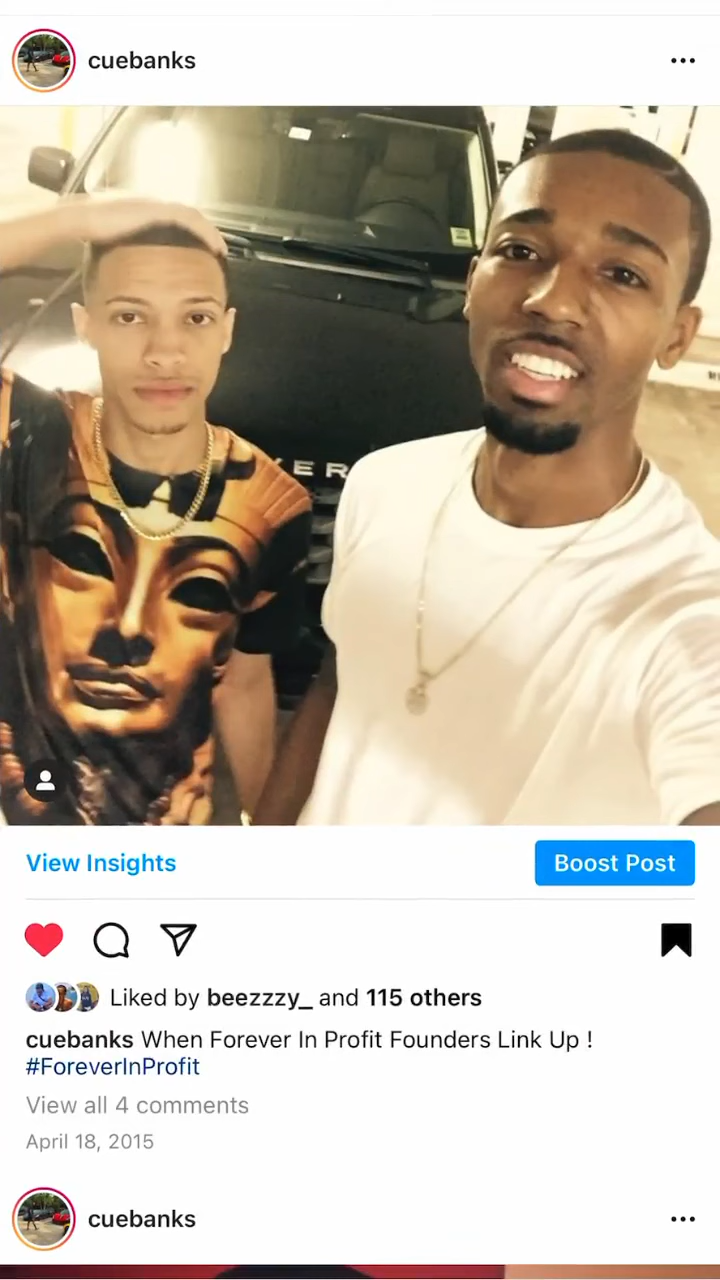 cuebanks
VER
View Insights
Boost Post
Liked by beezzzy_ and 115 others
cuebanks When Forever In Profit Founders Link Up !
#ForeverInProfit
View all 4 comments
April 18, 2015
cuebanks